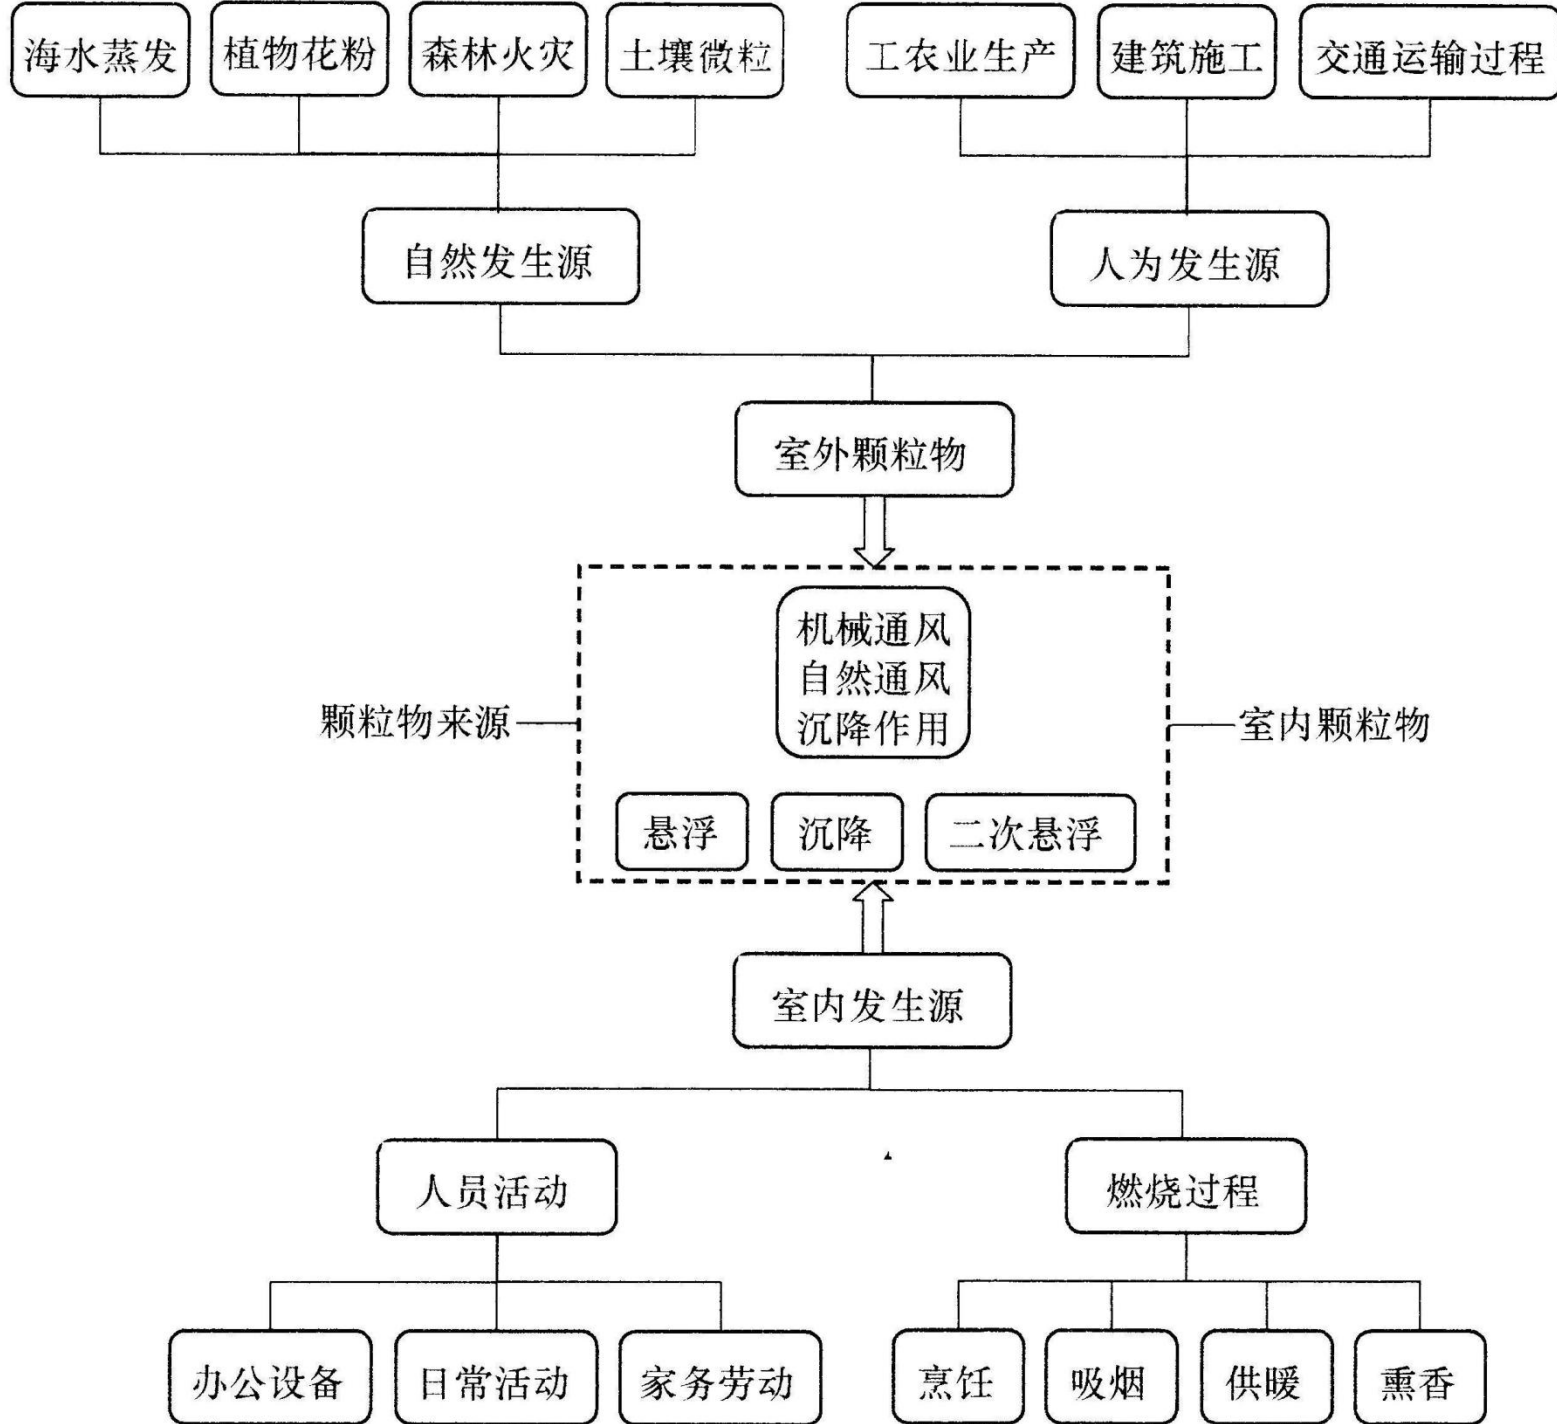 海水蒸发
植物花粉
森林火灾
土壤微粒
工农业生产
建筑施工
交通运输过程
自然发生源
人为发生源
室外颗粒物
机械通风
自然通风
沉降作用
颗粒物来源
室内颗粒物
悬浮
沉降
二次悬浮
室内发生源
人员活动
燃烧过程
办公设备
日常活动
家务劳动
烹饪
吸烟
供暖
熏香